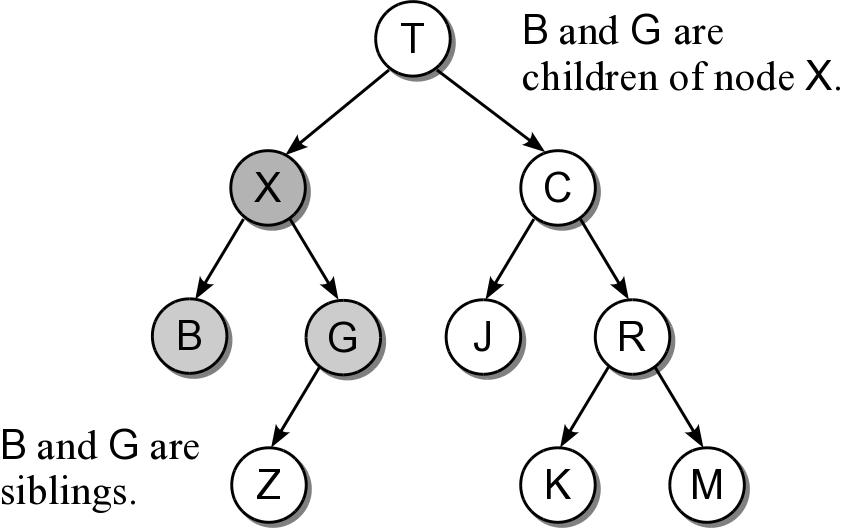 T
B and G are
children of node X.
X
C
B
G
J
R
B and G are
siblings.
Z
K
M